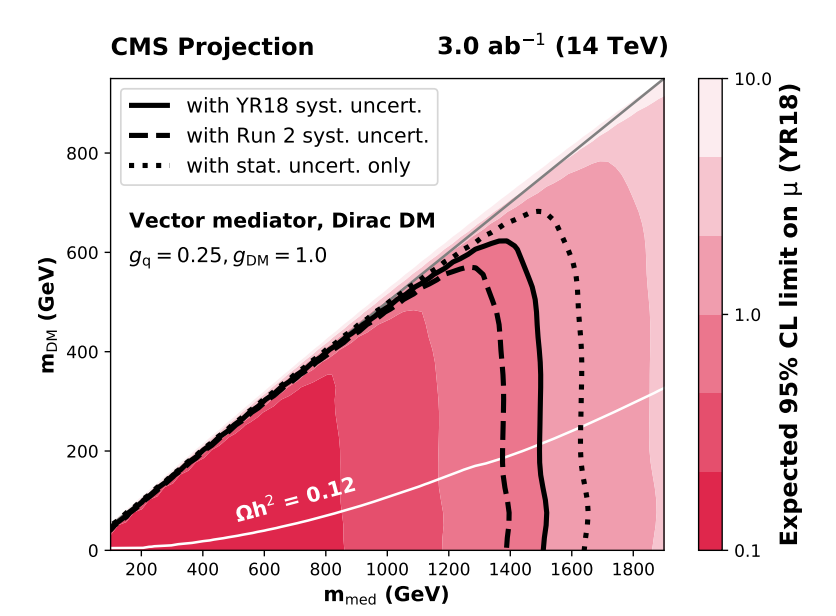 CMS Projection 3.0 ab⁻¹ (14 TeV)
with YR18 syst. uncert.
with Run 2 syst. uncert.
with stat. uncert. only
Vector mediator, Dirac DM
g_q = 0.25, g_DM = 1.0
Ωh² = 0.12
m_DM (GeV)
800
600
400
200
0
200 400 600 800 1000 1200 1400 1600 1800
m_med (GeV)
10.0
1.0
0.1
Expected 95% CL limit on μ (YR18)